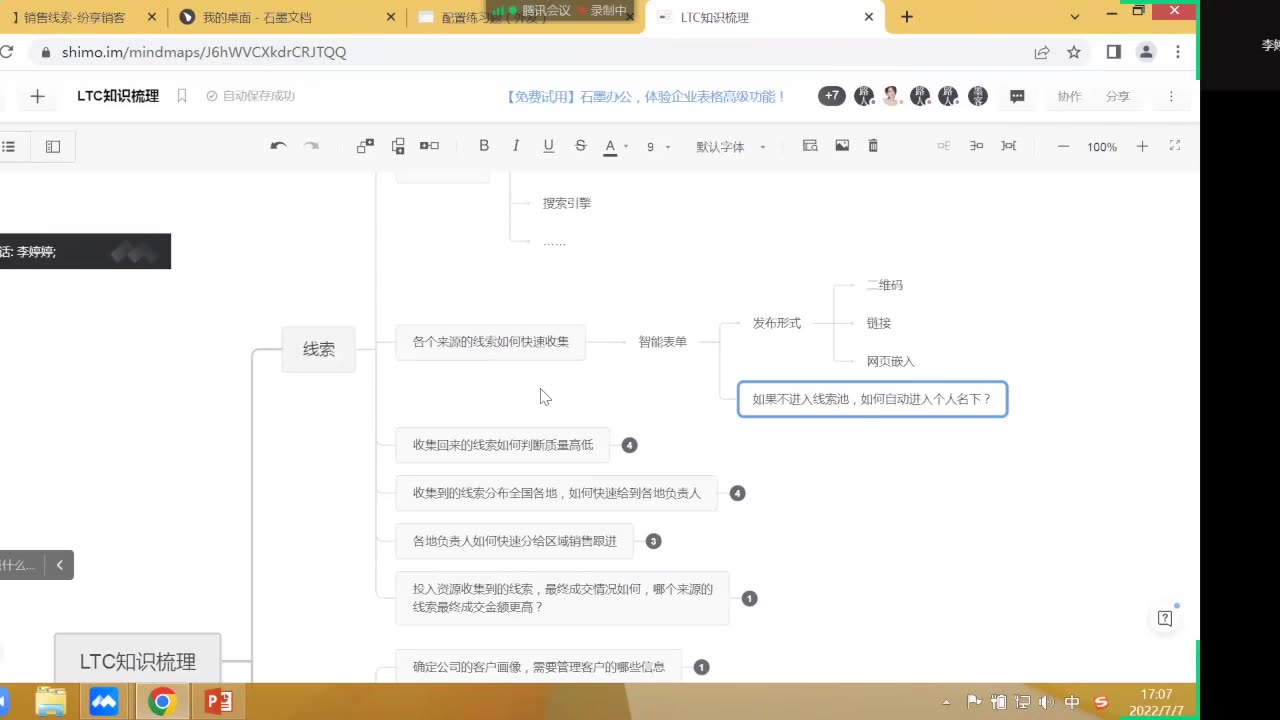 】销售线索-纷享销客
我的桌面 - 石墨文档
配置练习题（开发）
腾讯会议
录制中
LTC知识梳理
李婷
shimo.im/mindmaps/J6hWVCXkdrCRJTQQ
LTC知识梳理
自动保存成功
【免费试用】石墨办公，体验企业表格高级功能！
+7
协作
分享
B
I
U
S
A
9
默认字体
100%
搜索引擎
……
话: 李婷婷;
二维码
各个来源的线索如何快速收集
智能表单
发布形式
链接
线索
网页嵌入
如果不进入线索池，如何自动进入个人名下？
收集回来的线索如何判断质量高低
4
收集到的线索分布全国各地，如何快速给到各地负责人
4
各地负责人如何快速分给区域销售跟进
3
什么...
投入资源收集到的线索，最终成交情况如何，哪个来源的
线索最终成交金额更高？
1
LTC知识梳理
确定公司的客户画像，需要管理客户的哪些信息
1
中
17:07
2022/7/7